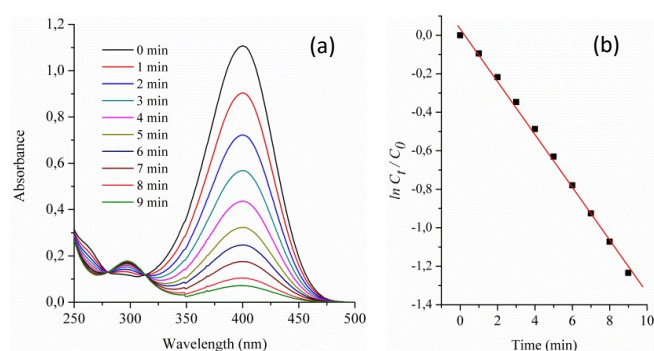 (a)
1,2
1,0
0,6
0,4
0,2
0,0
Absorbance
0 min
1 min
2 min
3 min
4 min
5 min
6 min
7 min
8 min
9 min
250
300
350
400
450
500
Wavelength (nm)
(b)
0,0
-0,2
-0,4
-0,6
-0,8
-1,0
-1,2
-1,4
ln Ct / C0
0
2
4
6
8
10
Time (min)